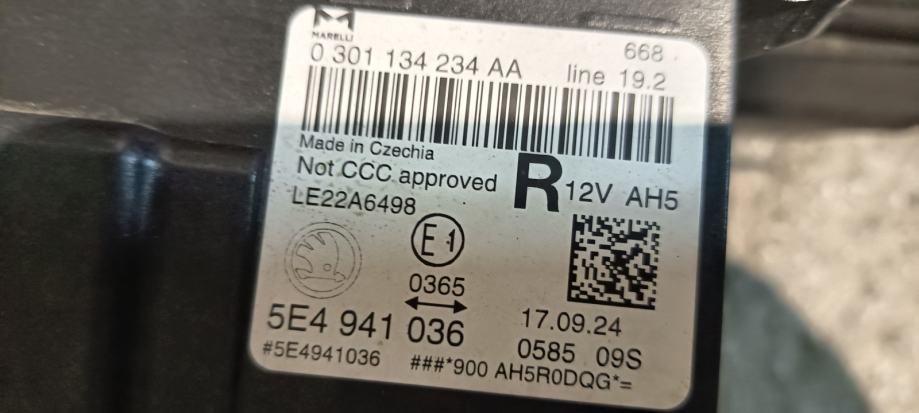 MARELLI
668
0 301 134 234 AA line 19.2
Made in Czechia
Not CCC approved
R 12V AH5
LE22A6498
E1
0365
5E4 941 036
17.09.24
#5E4941036
0585 09S
###*900 AH5R0DQG*=